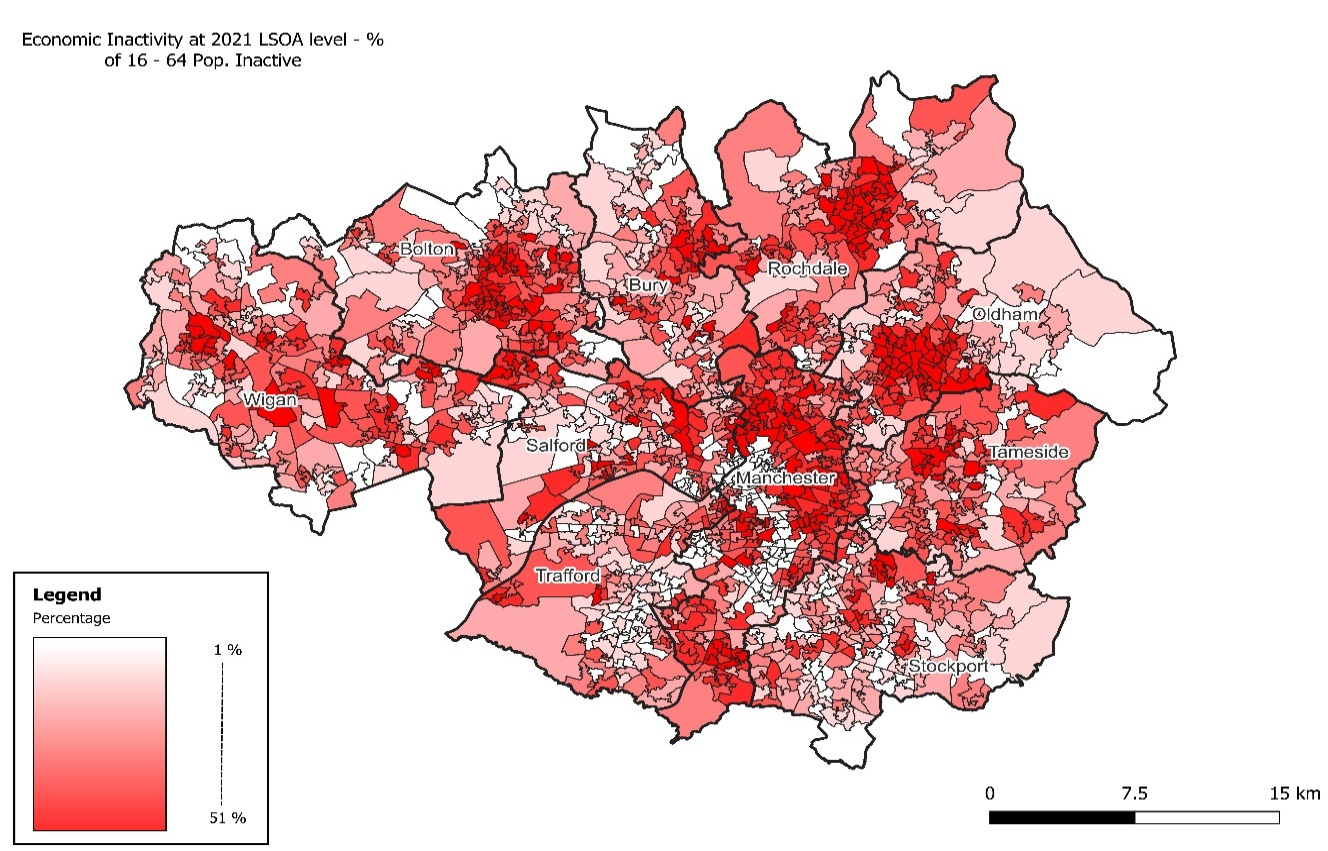 Economic Inactivity at 2021 LSOA level - %
of 16 - 64 Pop. Inactive
Bolton
Bury
Rochdale
Oldham
Wigan
Salford
Manchester
Tameside
Trafford
Stockport
Legend
Percentage
1 %
51 %
0 7.5 15 km